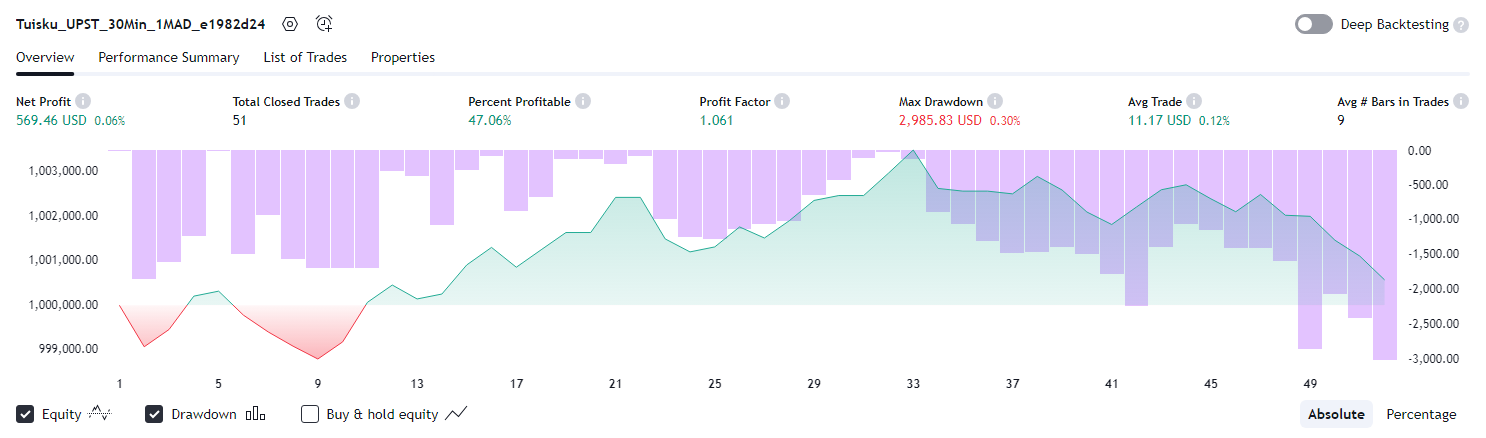 Tuisku_UPST_30Min_1MAD_e1982d24
Deep Backtesting ?
Overview Performance Summary List of Trades Properties
Net Profit i Total Closed Trades i Percent Profitable i Profit Factor i Max Drawdown i Avg Trade i Avg # Bars in Trades i
569.46 USD 0.06% 51 47.06% 1.061 2,985.83 USD 0.30% 11.17 USD 0.12% 9
0.00
1,003,000.00
-500.00
1,002,000.00
-1,000.00
1,001,000.00
-1,500.00
-2,000.00
1,000,000.00
-2,500.00
999,000.00
-3,000.00
1 5 9 13 17 21 25 29 33 37 41 45 49
Equity Drawdown Buy & hold equity Absolute Percentage